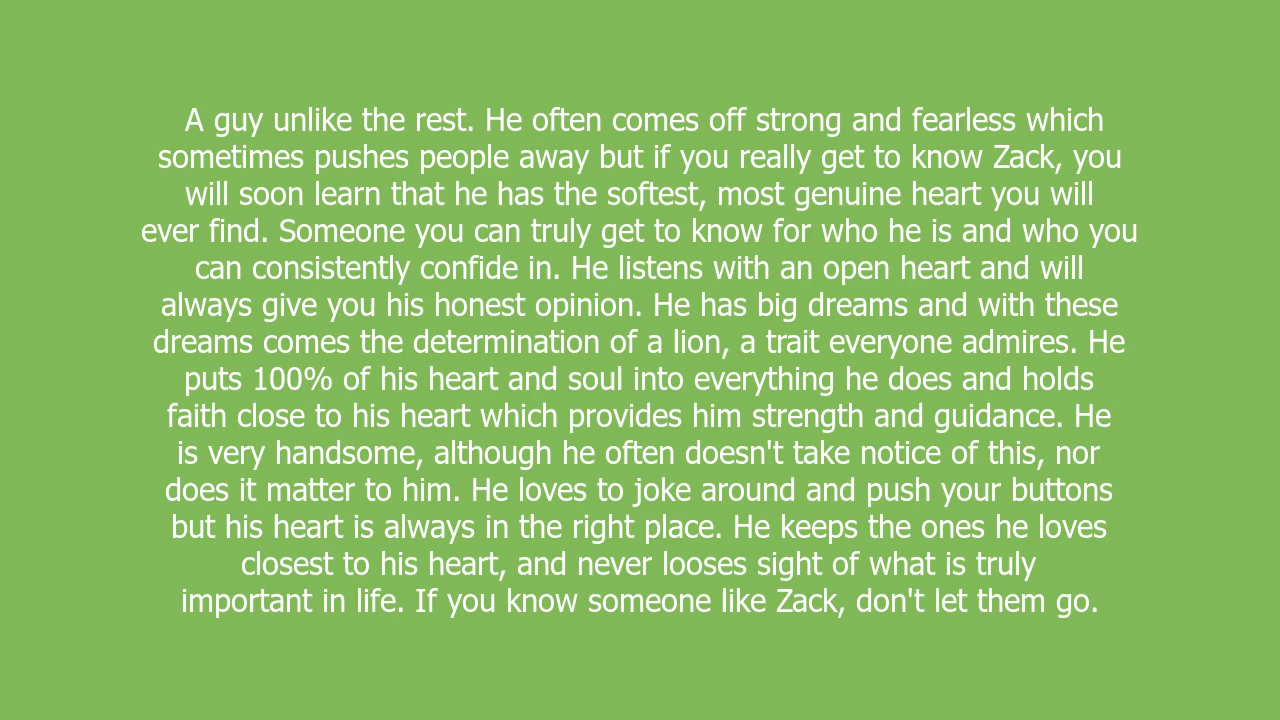 A guy unlike the rest. He often comes off strong and fearless which
sometimes pushes people away but if you really get to know Zack, you
will soon learn that he has the softest, most genuine heart you will
ever find. Someone you can truly get to know for who he is and who you
can consistently confide in. He listens with an open heart and will
always give you his honest opinion. He has big dreams and with these
dreams comes the determination of a lion, a trait everyone admires. He
puts 100% of his heart and soul into everything he does and holds
faith close to his heart which provides him strength and guidance. He
is very handsome, although he often doesn't take notice of this, nor
does it matter to him. He loves to joke around and push your buttons
but his heart is always in the right place. He keeps the ones he loves
closest to his heart, and never looses sight of what is truly
important in life. If you know someone like Zack, don't let them go.